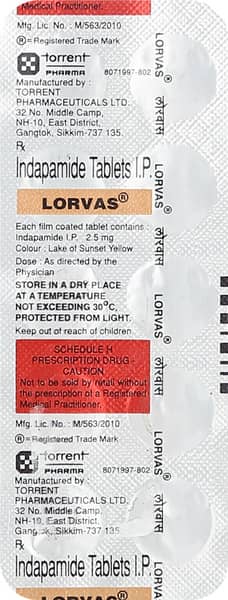 Medical Practitioner.
Mfg. Lic. No.: M/563/2010
®= Registered Trade Mark
torrent
PHARMA 8071997-802
Manufactured by :
TORRENT
PHARMACEUTICALS LTD.
32 No. Middle Camp,
NH-10, East District,
Gangtok, Sikkim-737 135.
℞
Indapamide Tablets I.P.
LORVAS®
Each film coated tablet contains :
Indapamide I.P. 2.5 mg
Colour : Lake of Sunset Yellow
Dose : As directed by the
Physician
STORE IN A DRY PLACE
AT A TEMPERATURE
NOT EXCEEDING 30°C,
PROTECTED FROM LIGHT.
Keep out of reach of children.
SCHEDULE H
PRESCRIPTION DRUG -
CAUTION
Not to be sold by retail without
the prescription of a Registered
Medical Practitioner.
Mfg. Lic. No.: M/563/2010
®= Registered Trade Mark
torrent
PHARMA 8071997-802
Manufactured by :
TORRENT
PHARMACEUTICALS LTD.
32 No. Middle Camp,
NH-10, East District,
Gangtok, Sikkim-737 135.
℞
Indapamide Tablets I.P.
LORVAS®
LORVAS®
लोरवास
LORVAS®
लोरवास
LORVAS®
लोरवास
LORVAS®
लोरवास
LORVAS®
लोरवास
LORVAS®